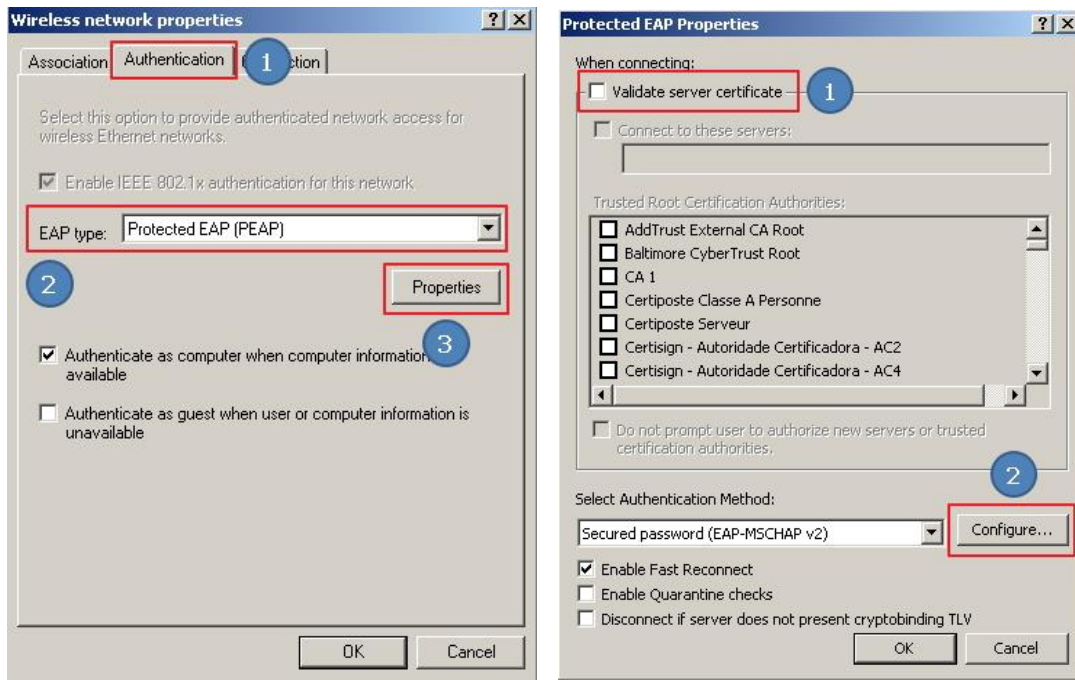 Wireless network properties
Association
Authentication
1
Select this option to provide authenticated network access for
wireless Ethernet networks.
Enable IEEE 802.1x authentication for this network
EAP type:
Protected EAP (PEAP)
2
Properties
3
Authenticate as computer when computer information
available
Authenticate as guest when user or computer information is
unavailable
OK
Cancel
Protected EAP Properties
When connecting:
Validate server certificate
1
Connect to these servers:
Trusted Root Certification Authorities:
AddTrust External CA Root
Baltimore CyberTrust Root
CA 1
Certiposte Classe A Personne
Certiposte Serveur
Certisign - Autoridade Certificadora - AC2
Certisign - Autoridade Certificadora - AC4
Do not prompt user to authorize new servers or trusted
certification authorities.
2
Select Authentication Method:
Secured password (EAP-MSCHAP v2)
Configure...
Enable Fast Reconnect
Enable Quarantine checks
Disconnect if server does not present cryptobinding TLV
OK
Cancel